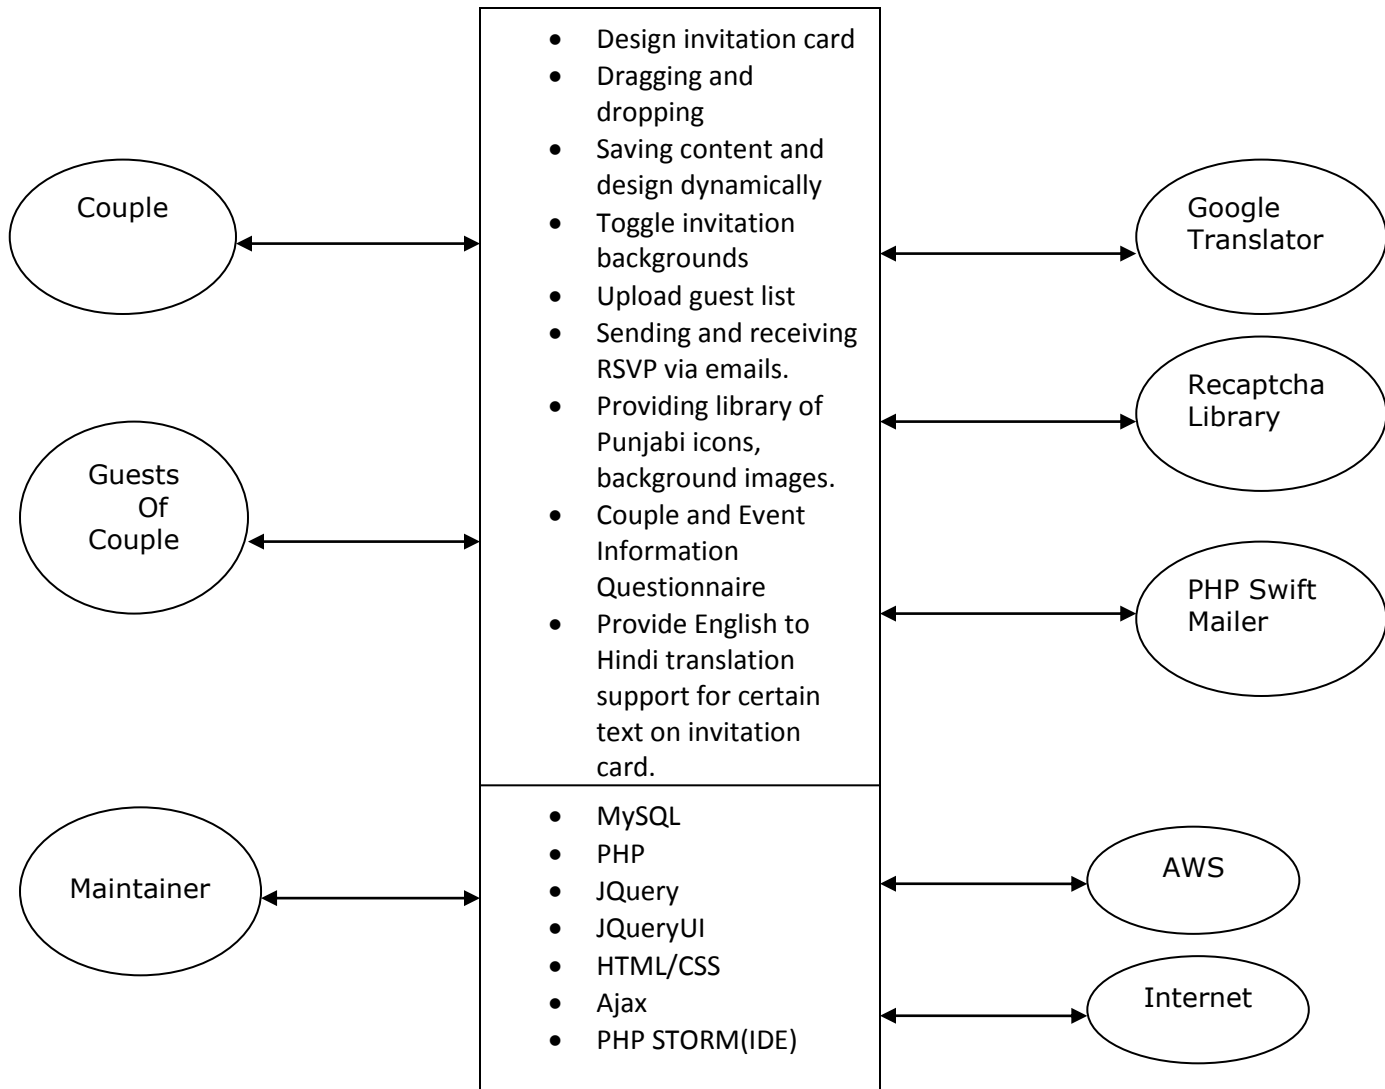 Couple
Guests
Of
Couple
Maintainer
• Design invitation card
• Dragging and
dropping
• Saving content and
design dynamically
• Toggle invitation
backgrounds
• Upload guest list
• Sending and receiving
RSVP via emails.
• Providing library of
Punjabi icons,
background images.
• Couple and Event
Information
Questionnaire
• Provide English to
Hindi translation
support for certain
text on invitation
card.
• MySQL
• PHP
• JQuery
• JQueryUI
• HTML/CSS
• Ajax
• PHP STORM(IDE)
Google
Translator
Recaptcha
Library
PHP Swift
Mailer
AWS
Internet